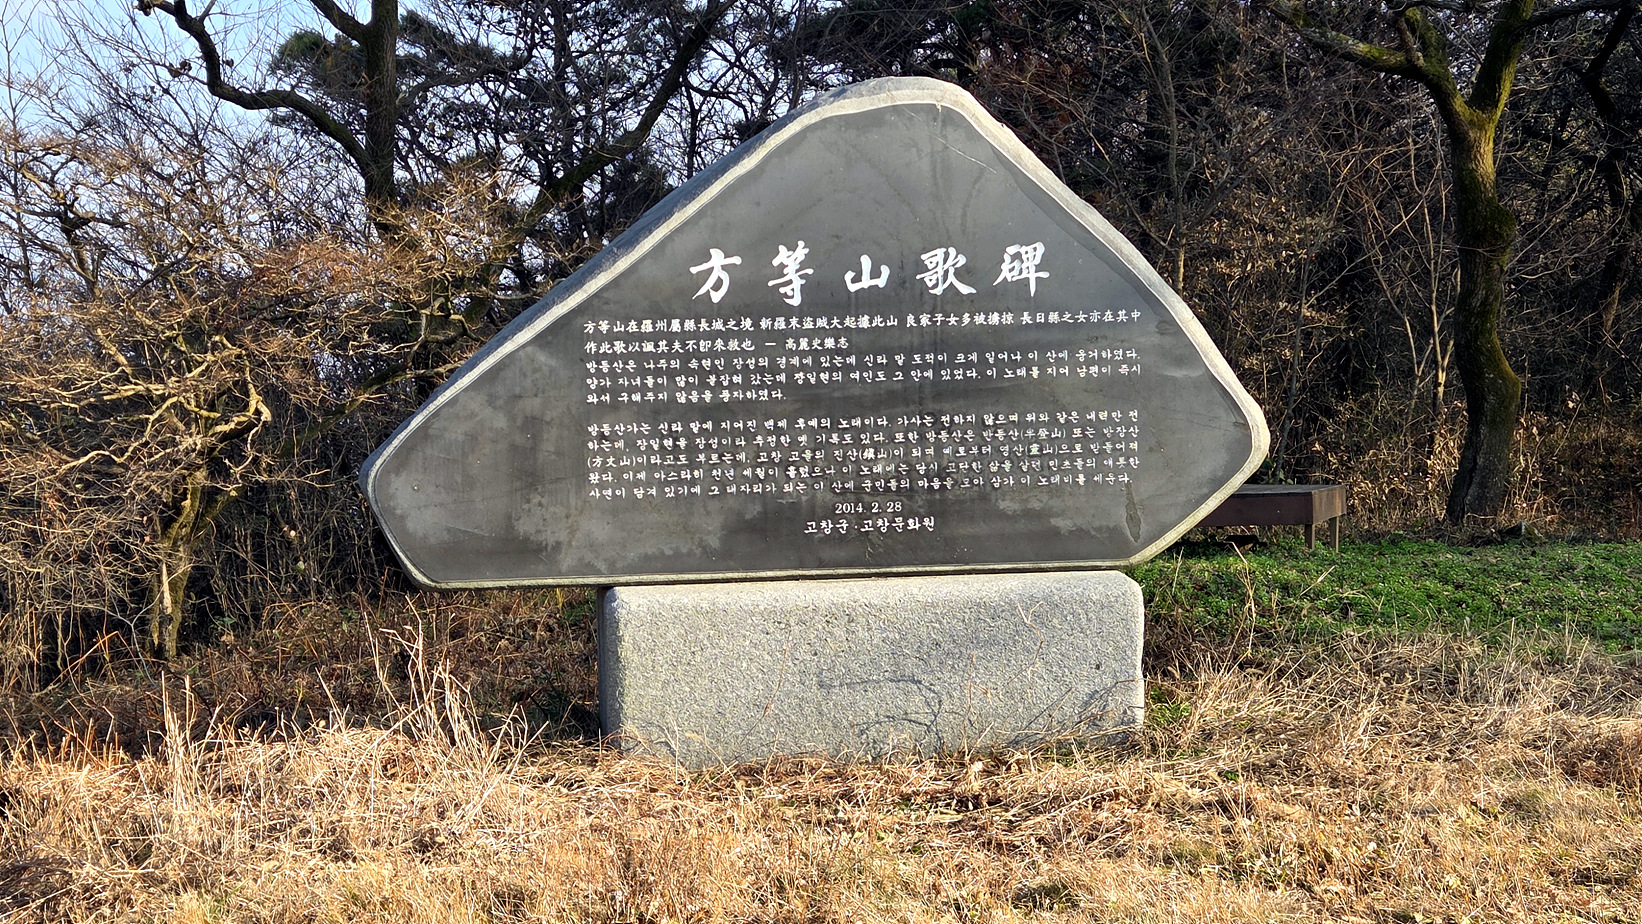 方等山歌碑
方等山在羅州屬縣長城之境 新羅末盜賊大起據此山 良家子女多被擄掠 長日縣之女亦在其中
作此歌以諷其夫不卽來救也 - 高麗史樂志
방등산은 나주의 속현인 장성의 경계에 있는데 신라 말 도적이 크게 일어나 이 산에 웅거하였다.
양가 자녀들이 많이 붙잡혀 갔는데 장일현의 여인도 그 안에 있었다. 이 노래를 지어 남편이 즉시
와서 구해주지 않음을 풍자하였다.
방등산가는 신라 말에 지어진 백제 후예의 노래이다. 가사는 전하지 않으며 위와 같은 내력만 전
하는데, 장일현을 장성이라 추정한 옛 기록도 있다. 또한 방등산은 반등산(半登山) 또는 방장산
(方丈山)이라고도 부르는데, 고창 고을의 진산(鎭山)이 되며 예로부터 영산(靈山)으로 받들어져
왔다. 이제 아스라히 천년 세월이 흘렀으나 이 노래에는 당시 고단한 삶을 살던 민초들의 애틋한
사연이 담겨 있기에 그 태자리가 되는 이 산에 군민들의 마음을 모아 삼가 이 노래비를 세운다.
2014. 2. 28
고창군·고창문화원